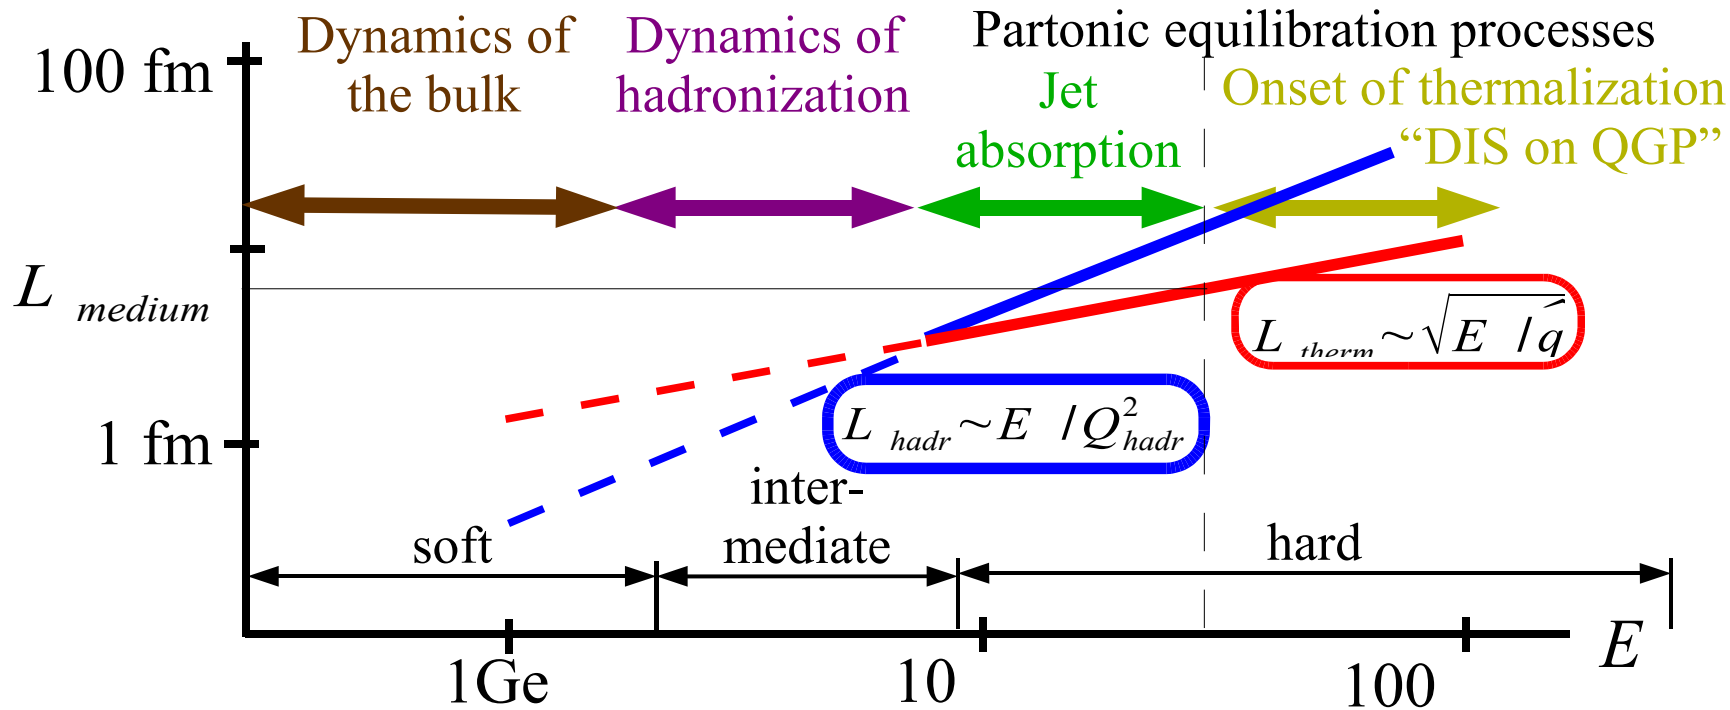 Partonic equilibration processes
Dynamics of
the bulk
Dynamics of
hadronization
Jet
absorption
Onset of thermalization
“DIS on QGP”
100 fm
L medium
1 fm
L therm ~ √E / q̂
L hadr ~ E / Q²hadr
soft
inter-
mediate
hard
1Ge
10
100
E